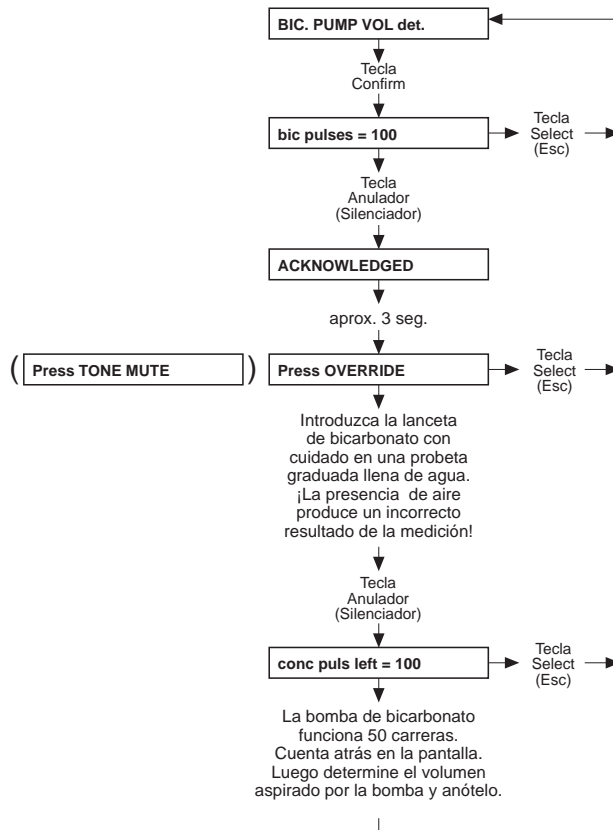 BIC. PUMP VOL det.
Tecla
Confirm
bic pulses = 100
Tecla
Select
(Esc)
Tecla
Anulador
(Silenciador)
ACKNOWLEDGED
aprox. 3 seg.
( Press TONE MUTE )
Press OVERRIDE
Tecla
Select
(Esc)
Introduzca la lanceta
de bicarbonato con
cuidado en una probeta
graduada llena de agua.
¡La presencia de aire
produce un incorrecto
resultado de la medición!
Tecla
Anulador
(Silenciador)
conc puls left = 100
Tecla
Select
(Esc)
La bomba de bicarbonato
funciona 50 carreras.
Cuenta atrás en la pantalla.
Luego determine el volumen
aspirado por la bomba y anótelo.